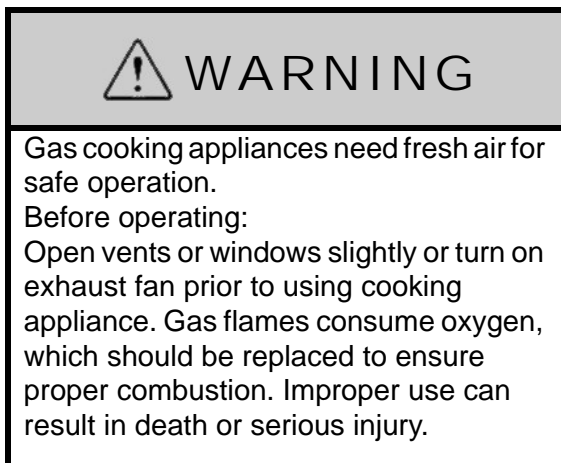 WARNING
Gas cooking appliances need fresh air for
safe operation.
Before operating:
Open vents or windows slightly or turn on
exhaust fan prior to using cooking
appliance. Gas flames consume oxygen,
which should be replaced to ensure
proper combustion. Improper use can
result in death or serious injury.